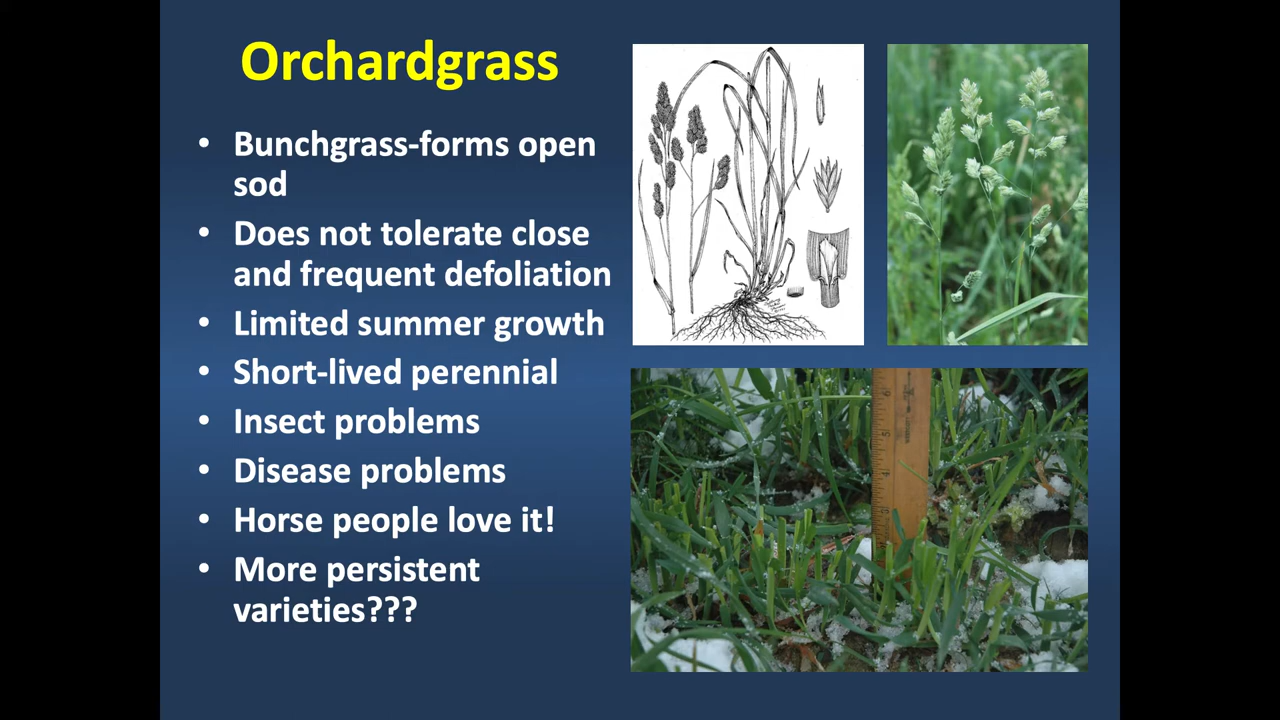 Orchardgrass
• Bunchgrass-forms open
sod
• Does not tolerate close
and frequent defoliation
• Limited summer growth
• Short-lived perennial
• Insect problems
• Disease problems
• Horse people love it!
• More persistent
varieties???